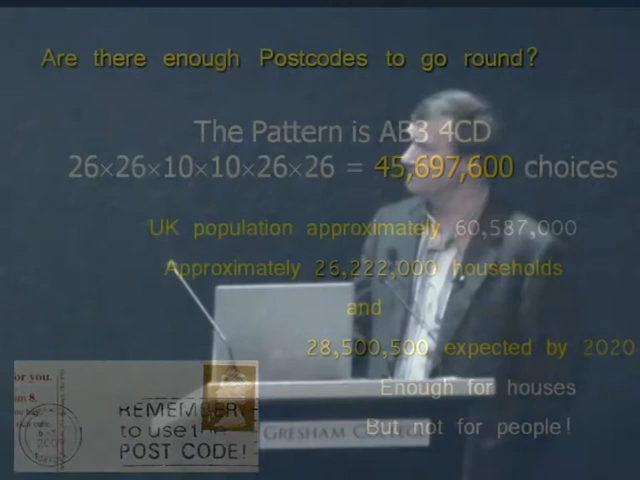 Are there enough Postcodes to go round?
The Pattern is AB3 4CD
26×26×10×10×26×26 = 45,697,600 choices
UK population approximately 60,587,000
Approximately 26,222,000 households
and
28,500,500 expected by 2020
Enough for houses
But not for people!
or you.
REMEMBER
to use
POST CODE!
GRESHAM